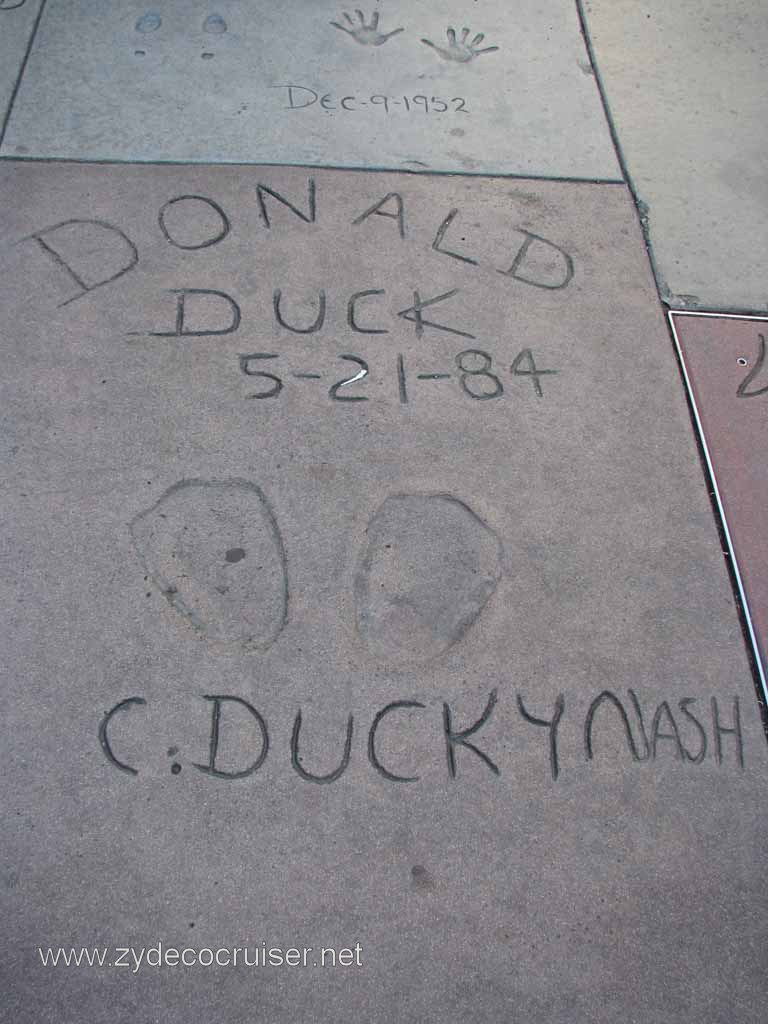 DEC-9-1952
DONALD
DUCK
5-21-84
C. DUCKY NASH
www.zydecocruiser.net